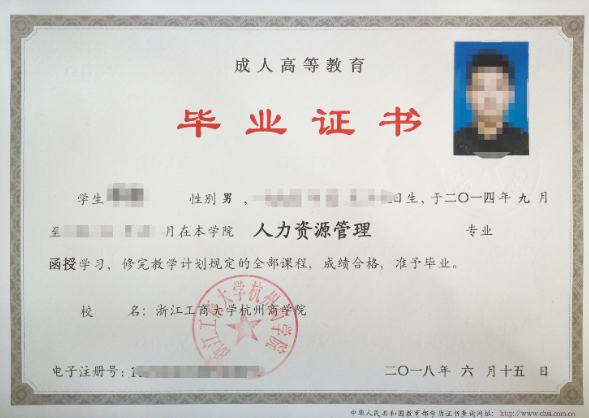 成人高等教育
毕业证书
学生 性别 男， 日生，于二〇一四年 九 月
至 月在本学院 人力资源管理 专业
函授学习，修完教学计划规定的全部课程，成绩合格，准予毕业。
校 名：浙江工商大学杭州商学院
浙江工商大学杭州商学院
电子注册号： 二〇一八年 六 月十五日
中华人民共和国教育部学历证书查询网址：http://www.chsi.com.cn